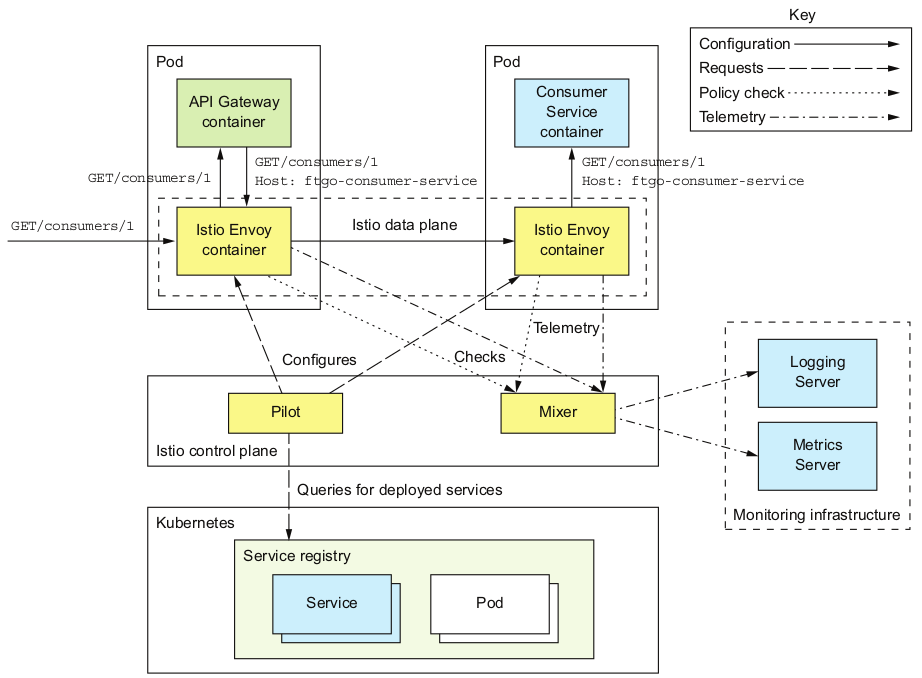 Key
Configuration
Requests
Policy check
Telemetry
Pod
API Gateway
container
Pod
Consumer
Service
container
GET/consumers/1
GET/consumers/1
Host: ftgo-consumer-service
GET/consumers/1
Host: ftgo-consumer-service
GET/consumers/1
Istio Envoy
container
Istio data plane
Istio Envoy
container
Configures
Checks
Telemetry
Pilot
Mixer
Istio control plane
Logging
Server
Metrics
Server
Monitoring infrastructure
Queries for deployed services
Kubernetes
Service registry
Service
Pod